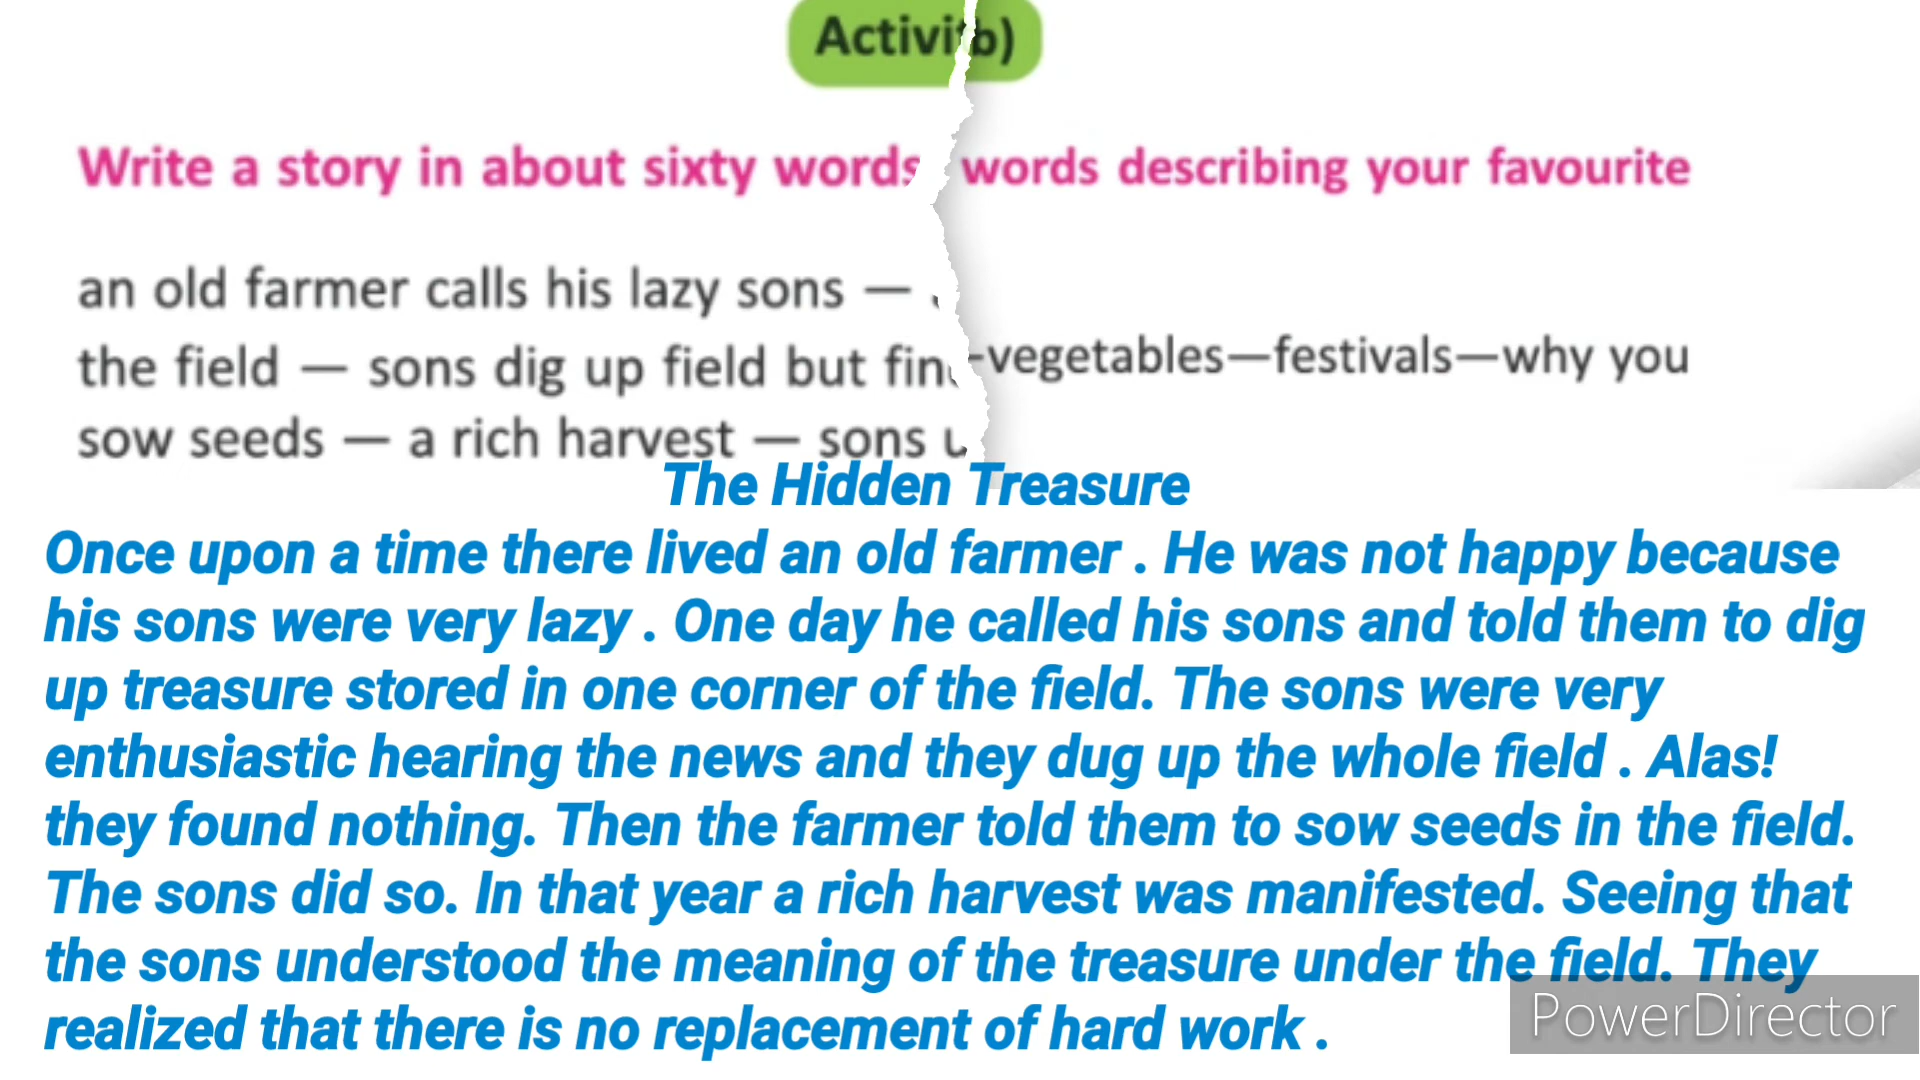 Activi b)
Write a story in about sixty words words describing your favourite
an old farmer calls his lazy sons —
the field — sons dig up field but -vegetables—festivals—why you
sow seeds — a rich harvest — sons
The Hidden Treasure
Once upon a time there lived an old farmer . He was not happy because
his sons were very lazy . One day he called his sons and told them to dig
up treasure stored in one corner of the field. The sons were very
enthusiastic hearing the news and they dug up the whole field . Alas!
they found nothing. Then the farmer told them to sow seeds in the field.
The sons did so. In that year a rich harvest was manifested. Seeing that
the sons understood the meaning of the treasure under the field. They
realized that there is no replacement of hard work .
PowerDirector